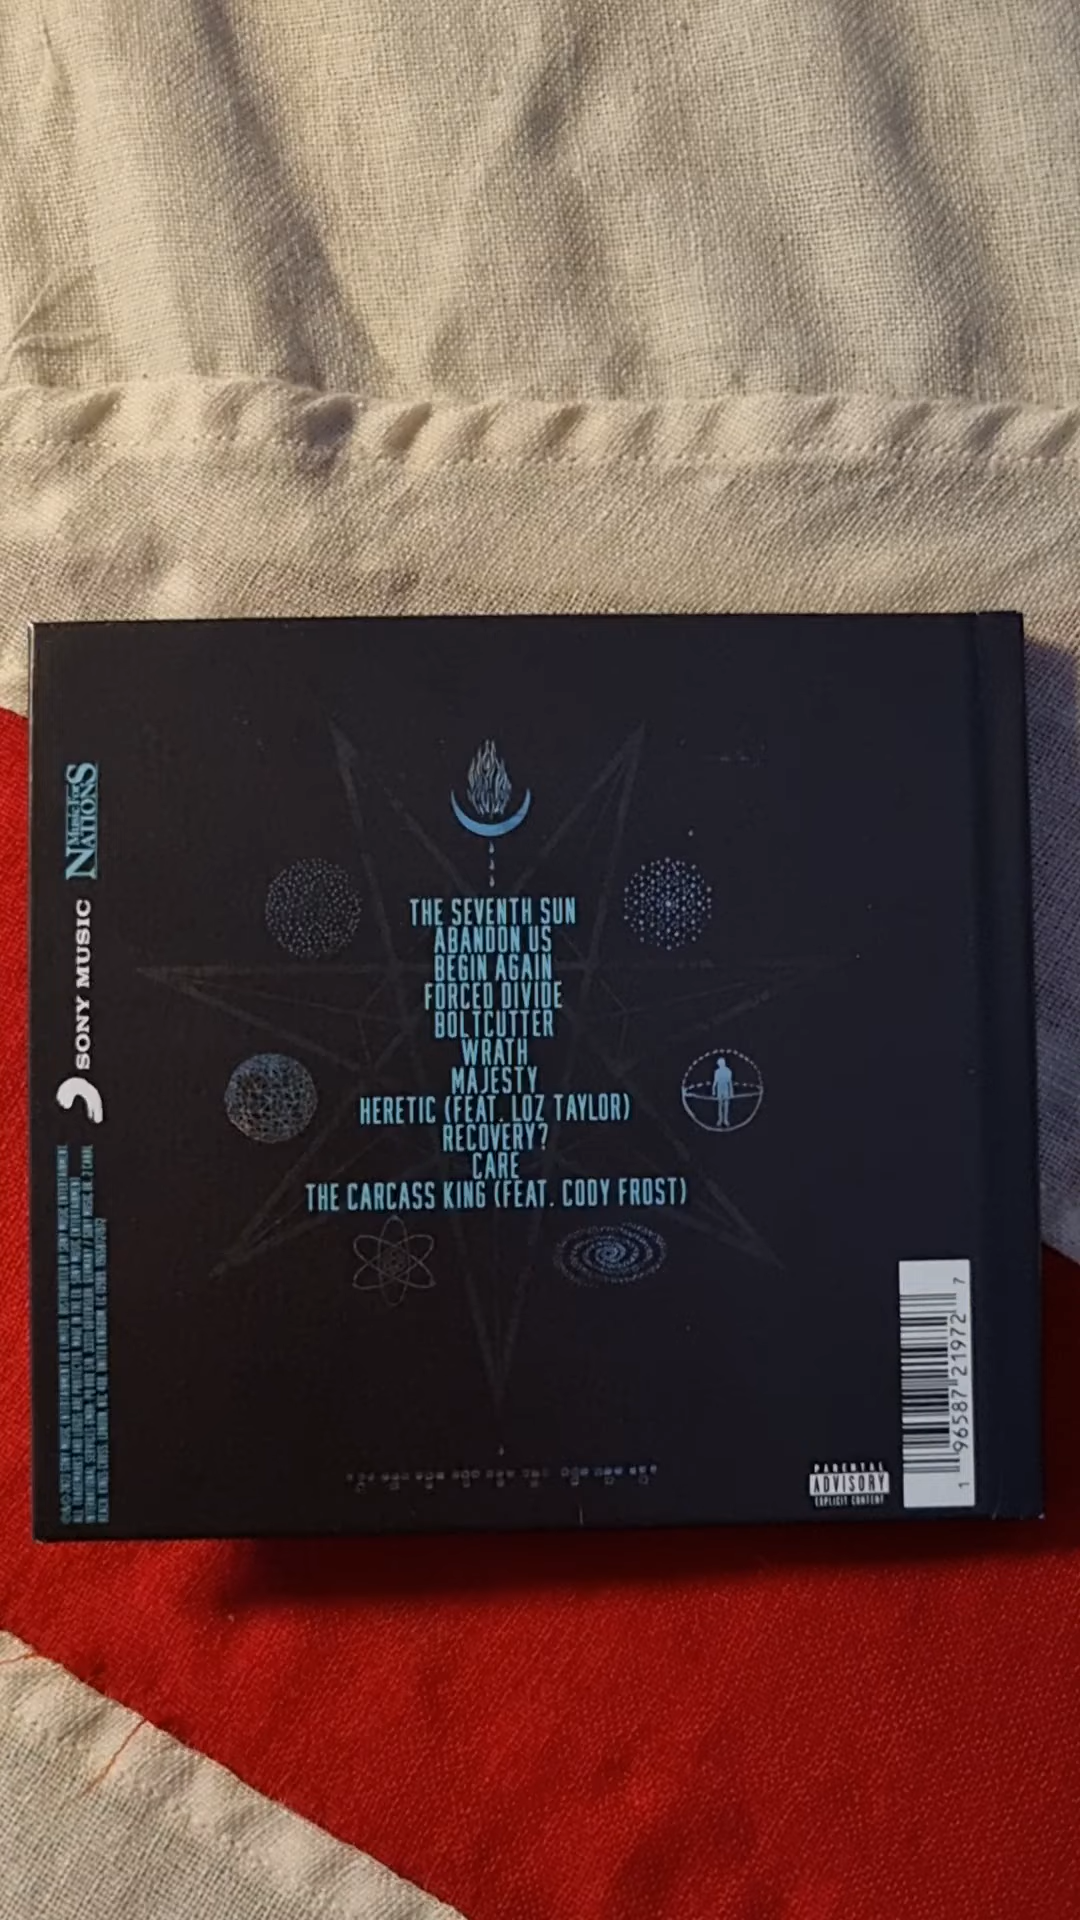 THE SEVENTH SUN
ABANDON US
BEGIN AGAIN
FORCED DIVIDE
BOLTCUTTER
WRATH
MAJESTY
HERETIC (FEAT. LOZ TAYLOR)
RECOVERY?
CARE
THE CARCASS KING (FEAT. CODY FROST)
Music For
NATIONS
SONY MUSIC
PARENTAL
ADVISORY
EXPLICIT CONTENT
1 96587 21972 7